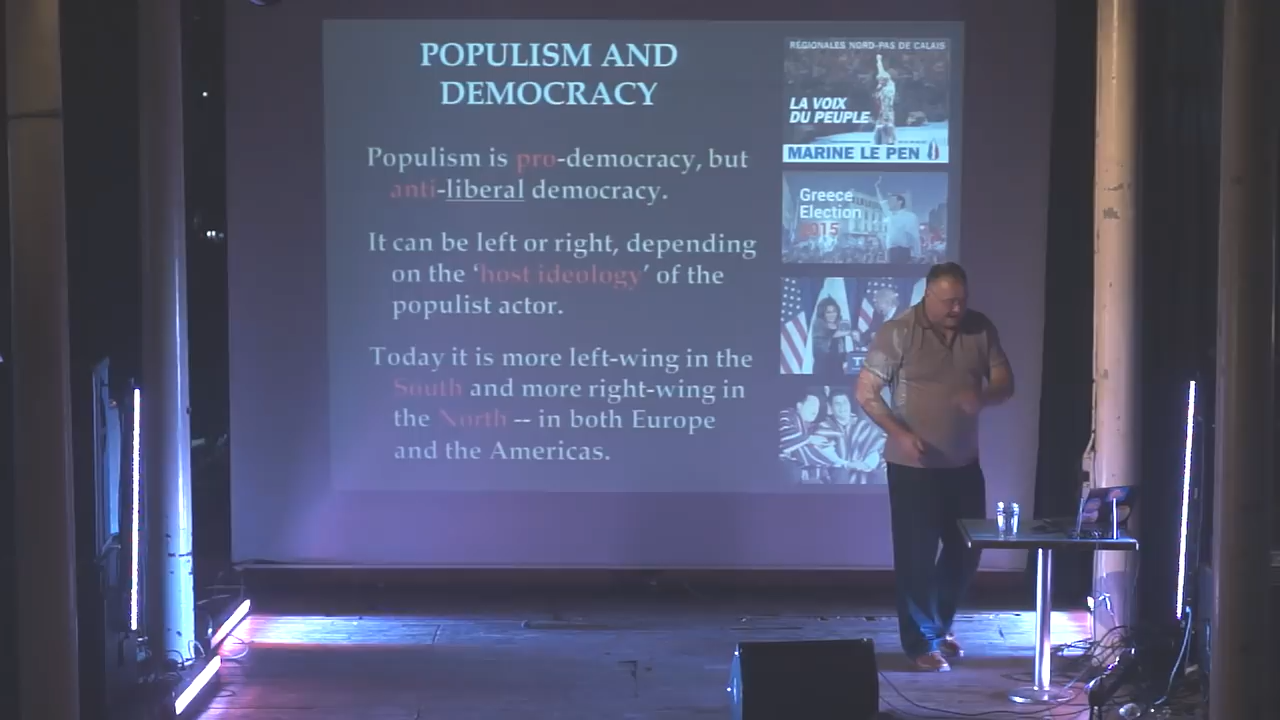 POPULISM AND
DEMOCRACY
Populism is pro-democracy, but
anti-liberal democracy.
It can be left or right, depending
on the ‘host ideology’ of the
populist actor.
Today it is more left-wing in the
South and more right-wing in
the North -- in both Europe
and the Americas.
RÉGIONALES NORD-PAS DE CALAIS
LA VOIX
DU PEUPLE
MARINE LE PEN
Greece
Election
2015